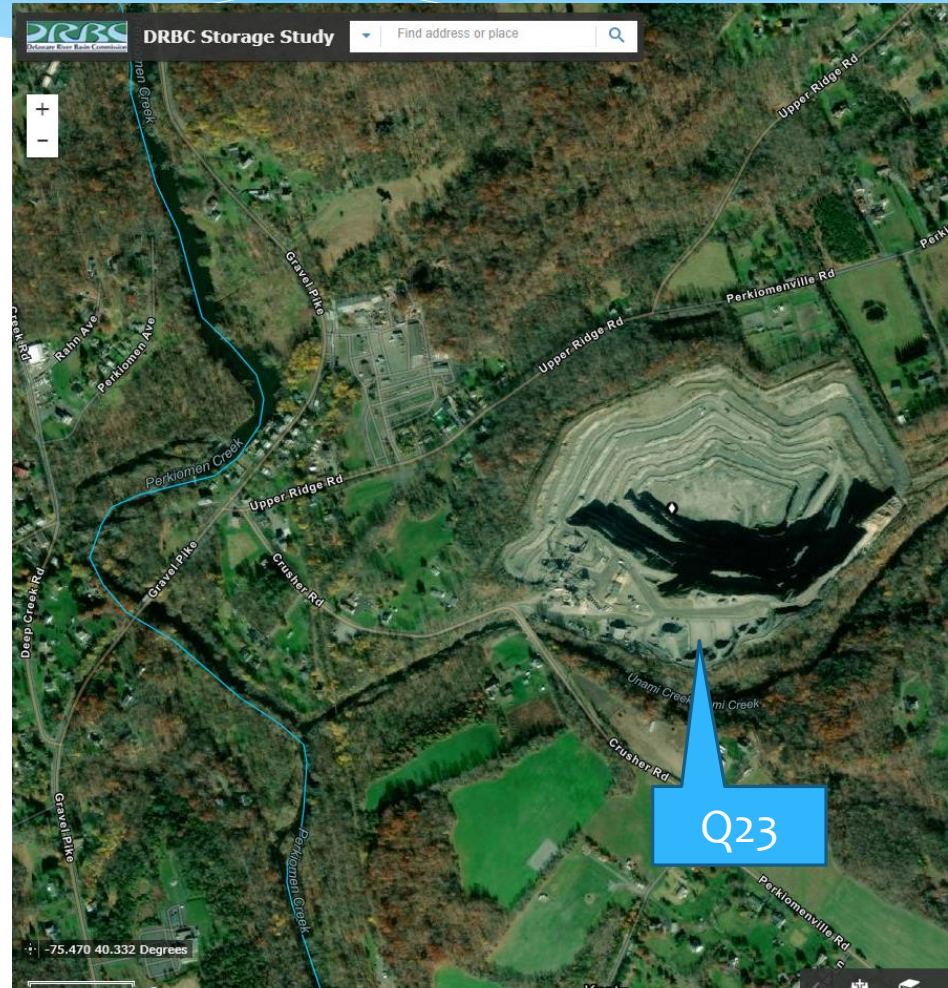 DRBC
Delaware River Basin Commission
DRBC Storage Study
Find address or place
+
−
Upper Ridge Rd
Gravel Pike
Perkiomenville Rd
Creek Rd
Rahn Ave
Perkiomen Ave
Upper Ridge Rd
Perkiomen Creek
Upper Ridge Rd
Gravel Pike
Crusher Rd
Deep Creek Rd
Unami Creek
mi Creek
Crusher Rd
Q23
Gravel Pike
Perkiomen Creek
Perkiomenville Rd
-75.470 40.332 Degrees